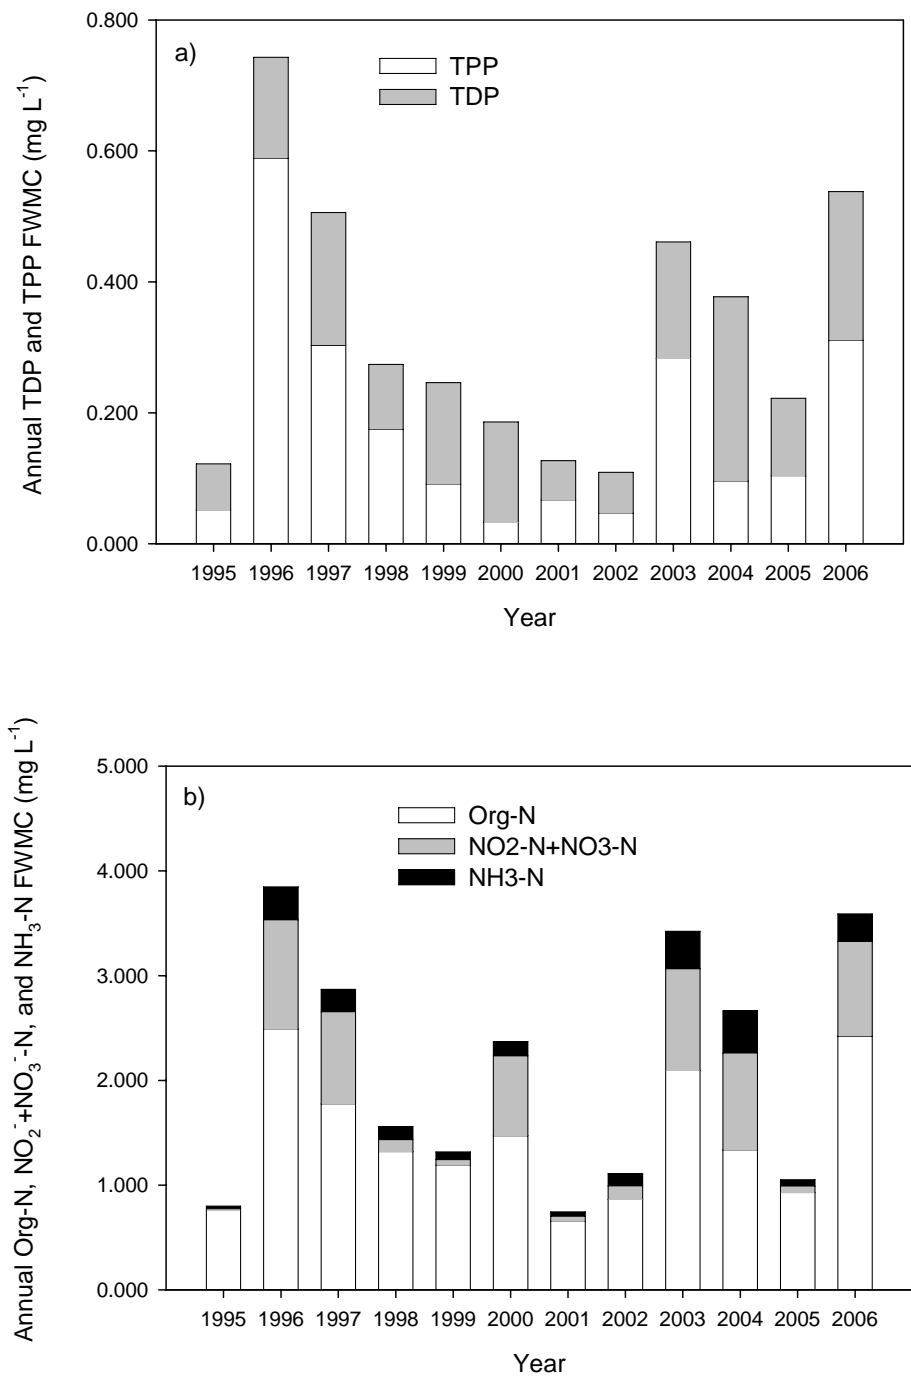 Annual TDP and TPP FWMC (mg L⁻¹)
a)
TPP
TDP
0.800
0.600
0.400
0.200
0.000
1995 1996 1997 1998 1999 2000 2001 2002 2003 2004 2005 2006
Year
Annual Org-N, NO₂⁻+NO₃⁻-N, and NH₃-N FWMC (mg L⁻¹)
b)
Org-N
NO2-N+NO3-N
NH3-N
5.000
4.000
3.000
2.000
1.000
0.000
1995 1996 1997 1998 1999 2000 2001 2002 2003 2004 2005 2006
Year